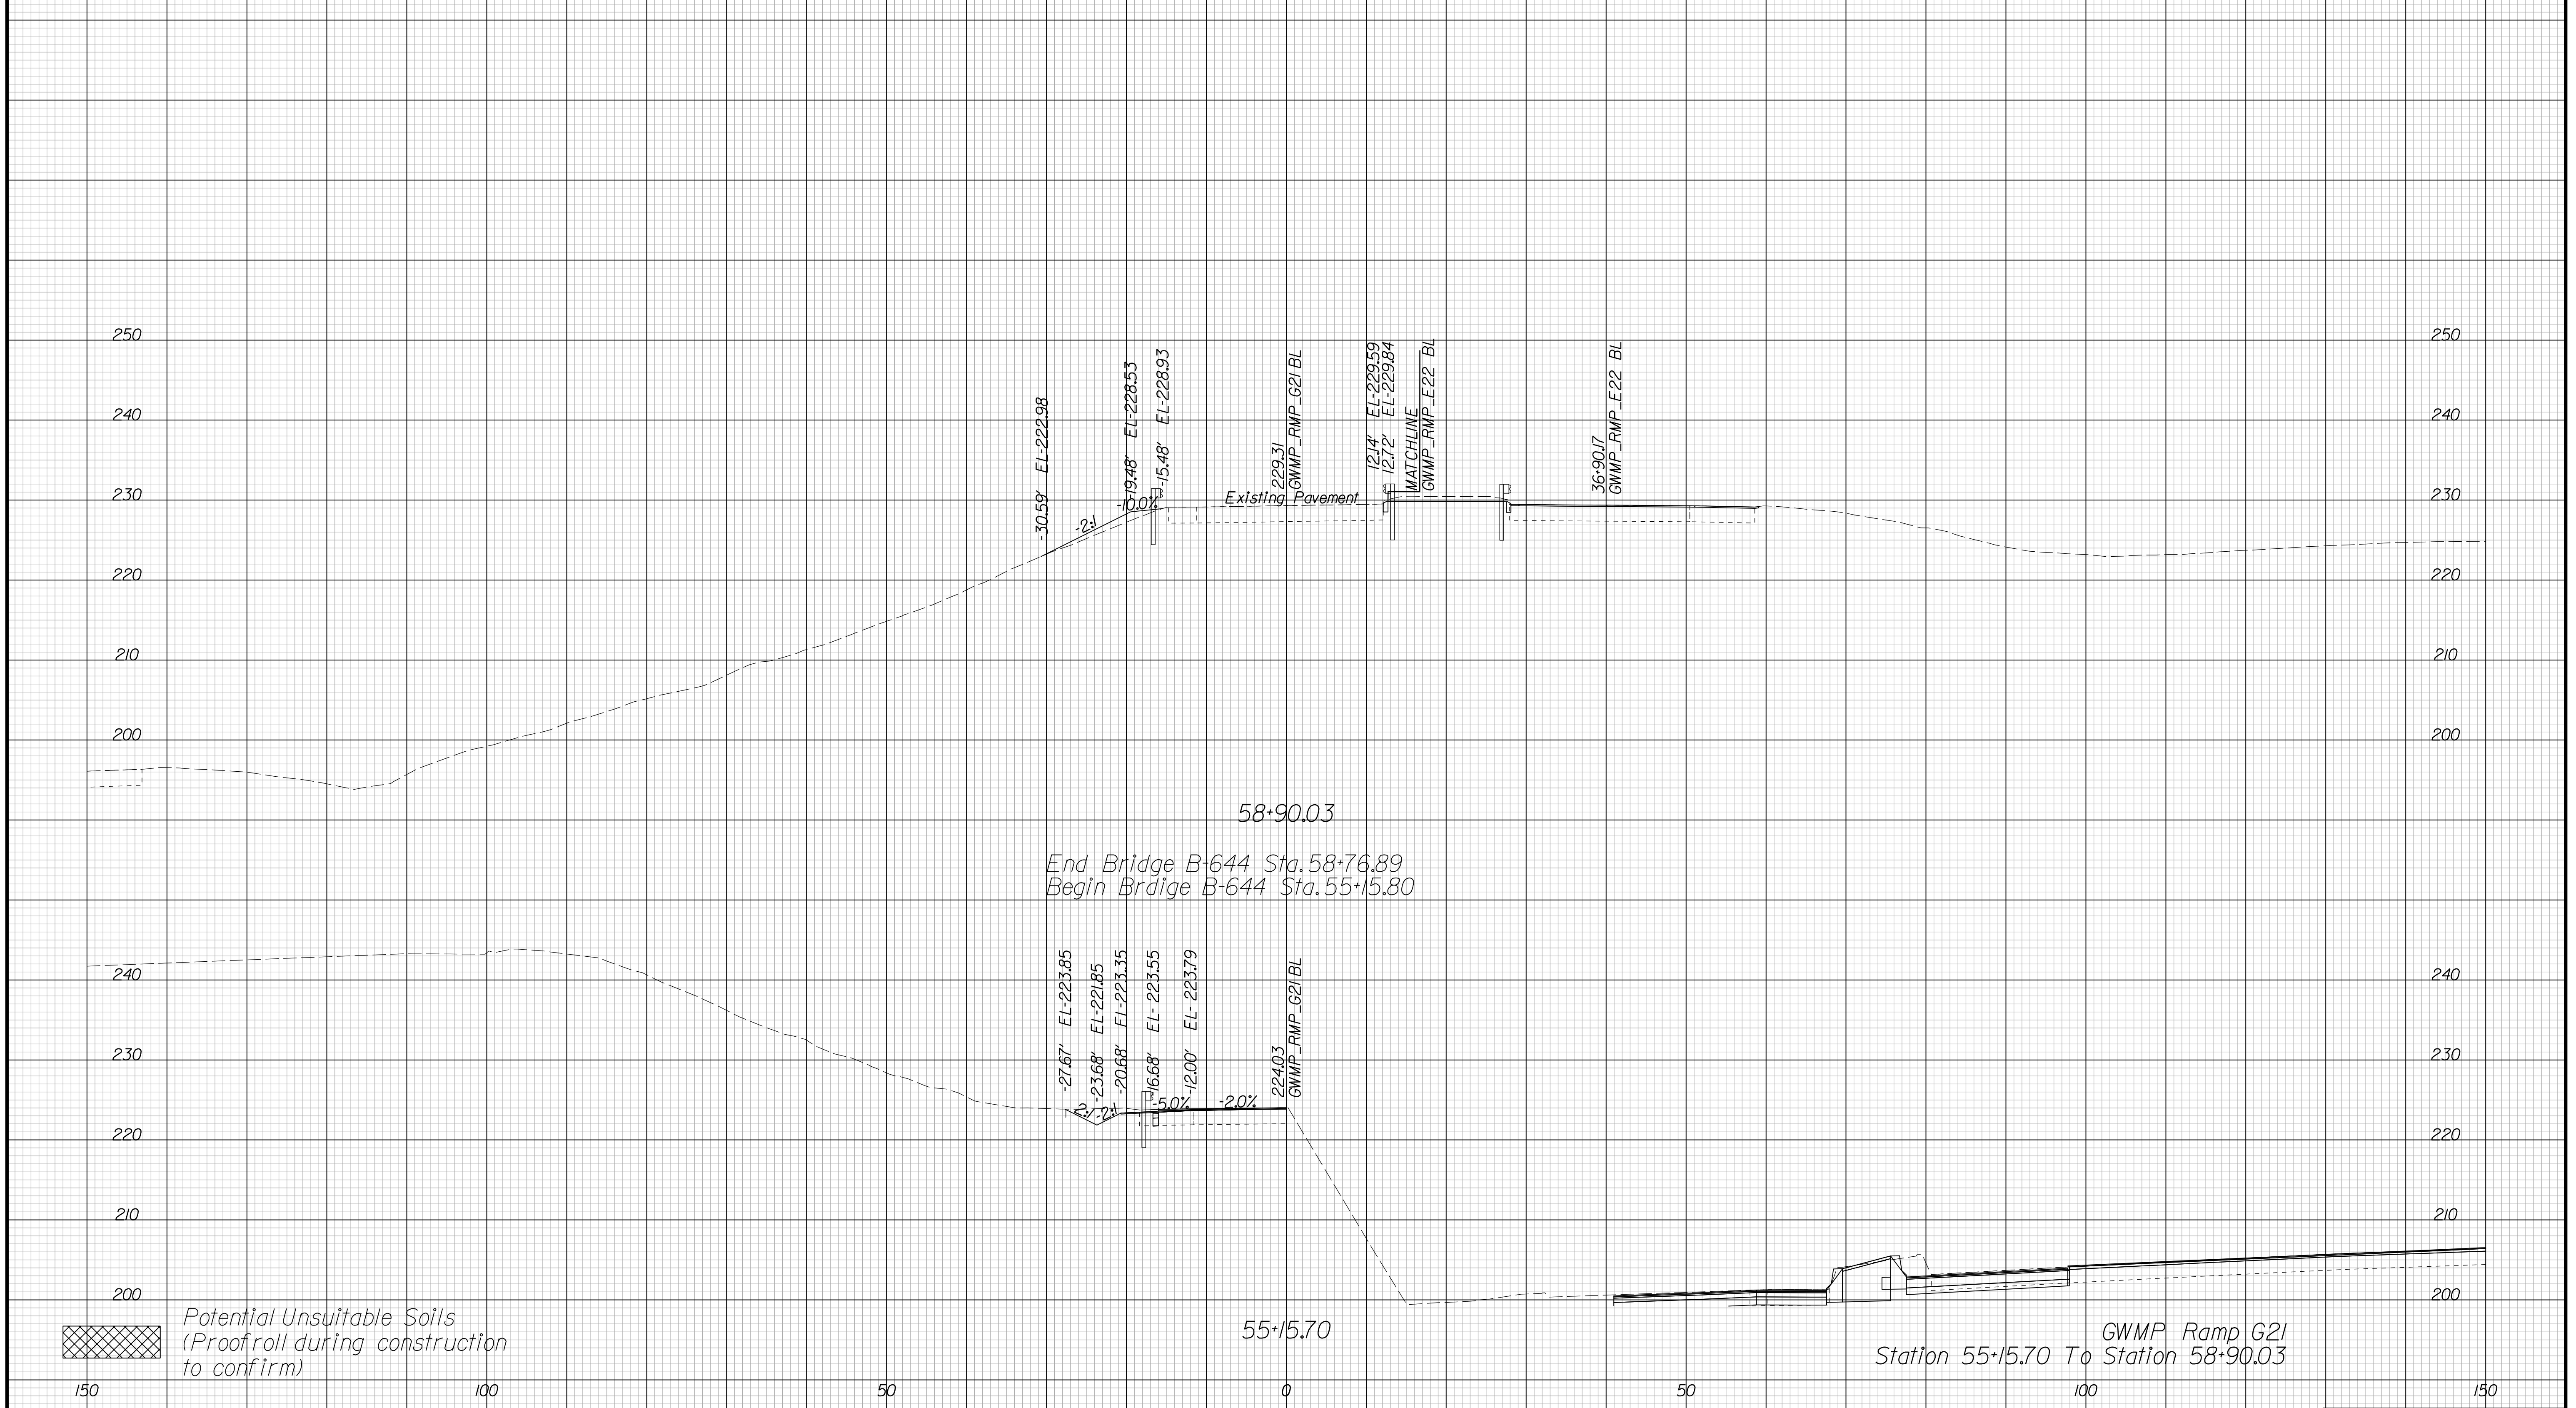 250 250
240 240
230 230
220 220
210 210
200 200
-30.59' EL-222.98
-19.48' EL-228.53
-15.48' EL-228.93
229.31
GWMP_RMP_G21 BL
12.14' EL-229.59
12.72' EL-229.84
MATCHLINE
GWMP_RMP_E22 BL
36+90.17
GWMP_RMP_E22 BL
-2:1
-10.0%
Existing Pavement
58+90.03
End Bridge B-644 Sta. 58+76.89
Begin Brdige B-644 Sta. 55+15.80
240 240
230 230
220 220
210 210
200 200
-27.67' EL-223.85
-23.68' EL-221.85
-20.68' EL-223.35
-16.68' EL- 223.55
-12.00' EL- 223.79
224.03
GWMP_RMP_G21 BL
-2:1
-2:1
-5.0%
-2.0%
55+15.70
Potential Unsuitable Soils
(Proofroll during construction
to confirm)
GWMP Ramp G21
Station 55+15.70 To Station 58+90.03
150 100 50 0 50 100 150